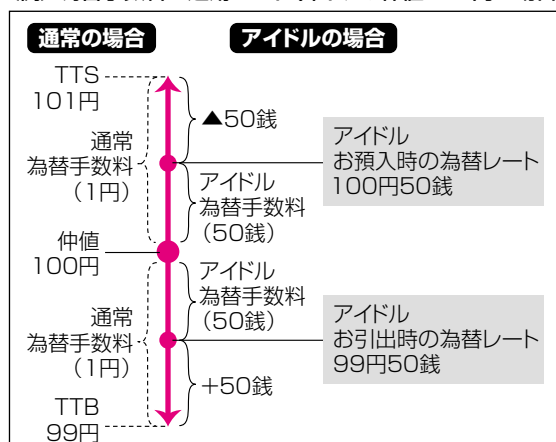 通常の場合
アイドルの場合
TTS
101円
▲50銭
通常
為替手数料
（1円）
アイドル
お預入時の為替レート
100円50銭
アイドル
為替手数料
（50銭）
仲値
100円
アイドル
為替手数料
（50銭）
通常
為替手数料
（1円）
アイドル
お引出時の為替レート
99円50銭
+50銭
TTB
99円